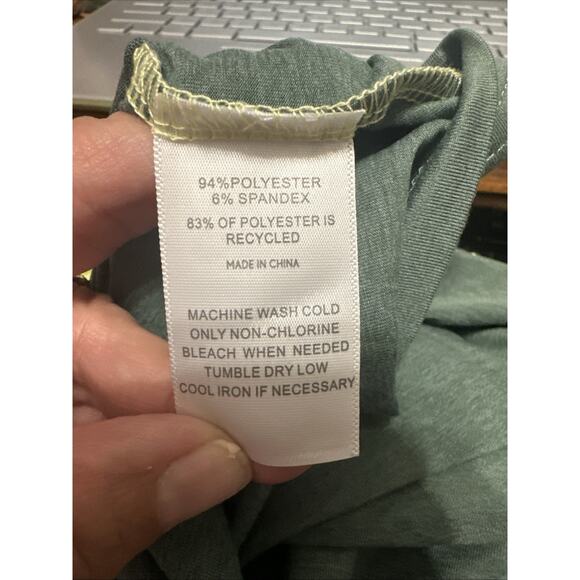 94%POLYESTER
6% SPANDEX
83% OF POLYESTER IS
RECYCLED
MADE IN CHINA
MACHINE WASH COLD
ONLY NON-CHLORINE
BLEACH WHEN NEEDED
TUMBLE DRY LOW
COOL IRON IF NECESSARY